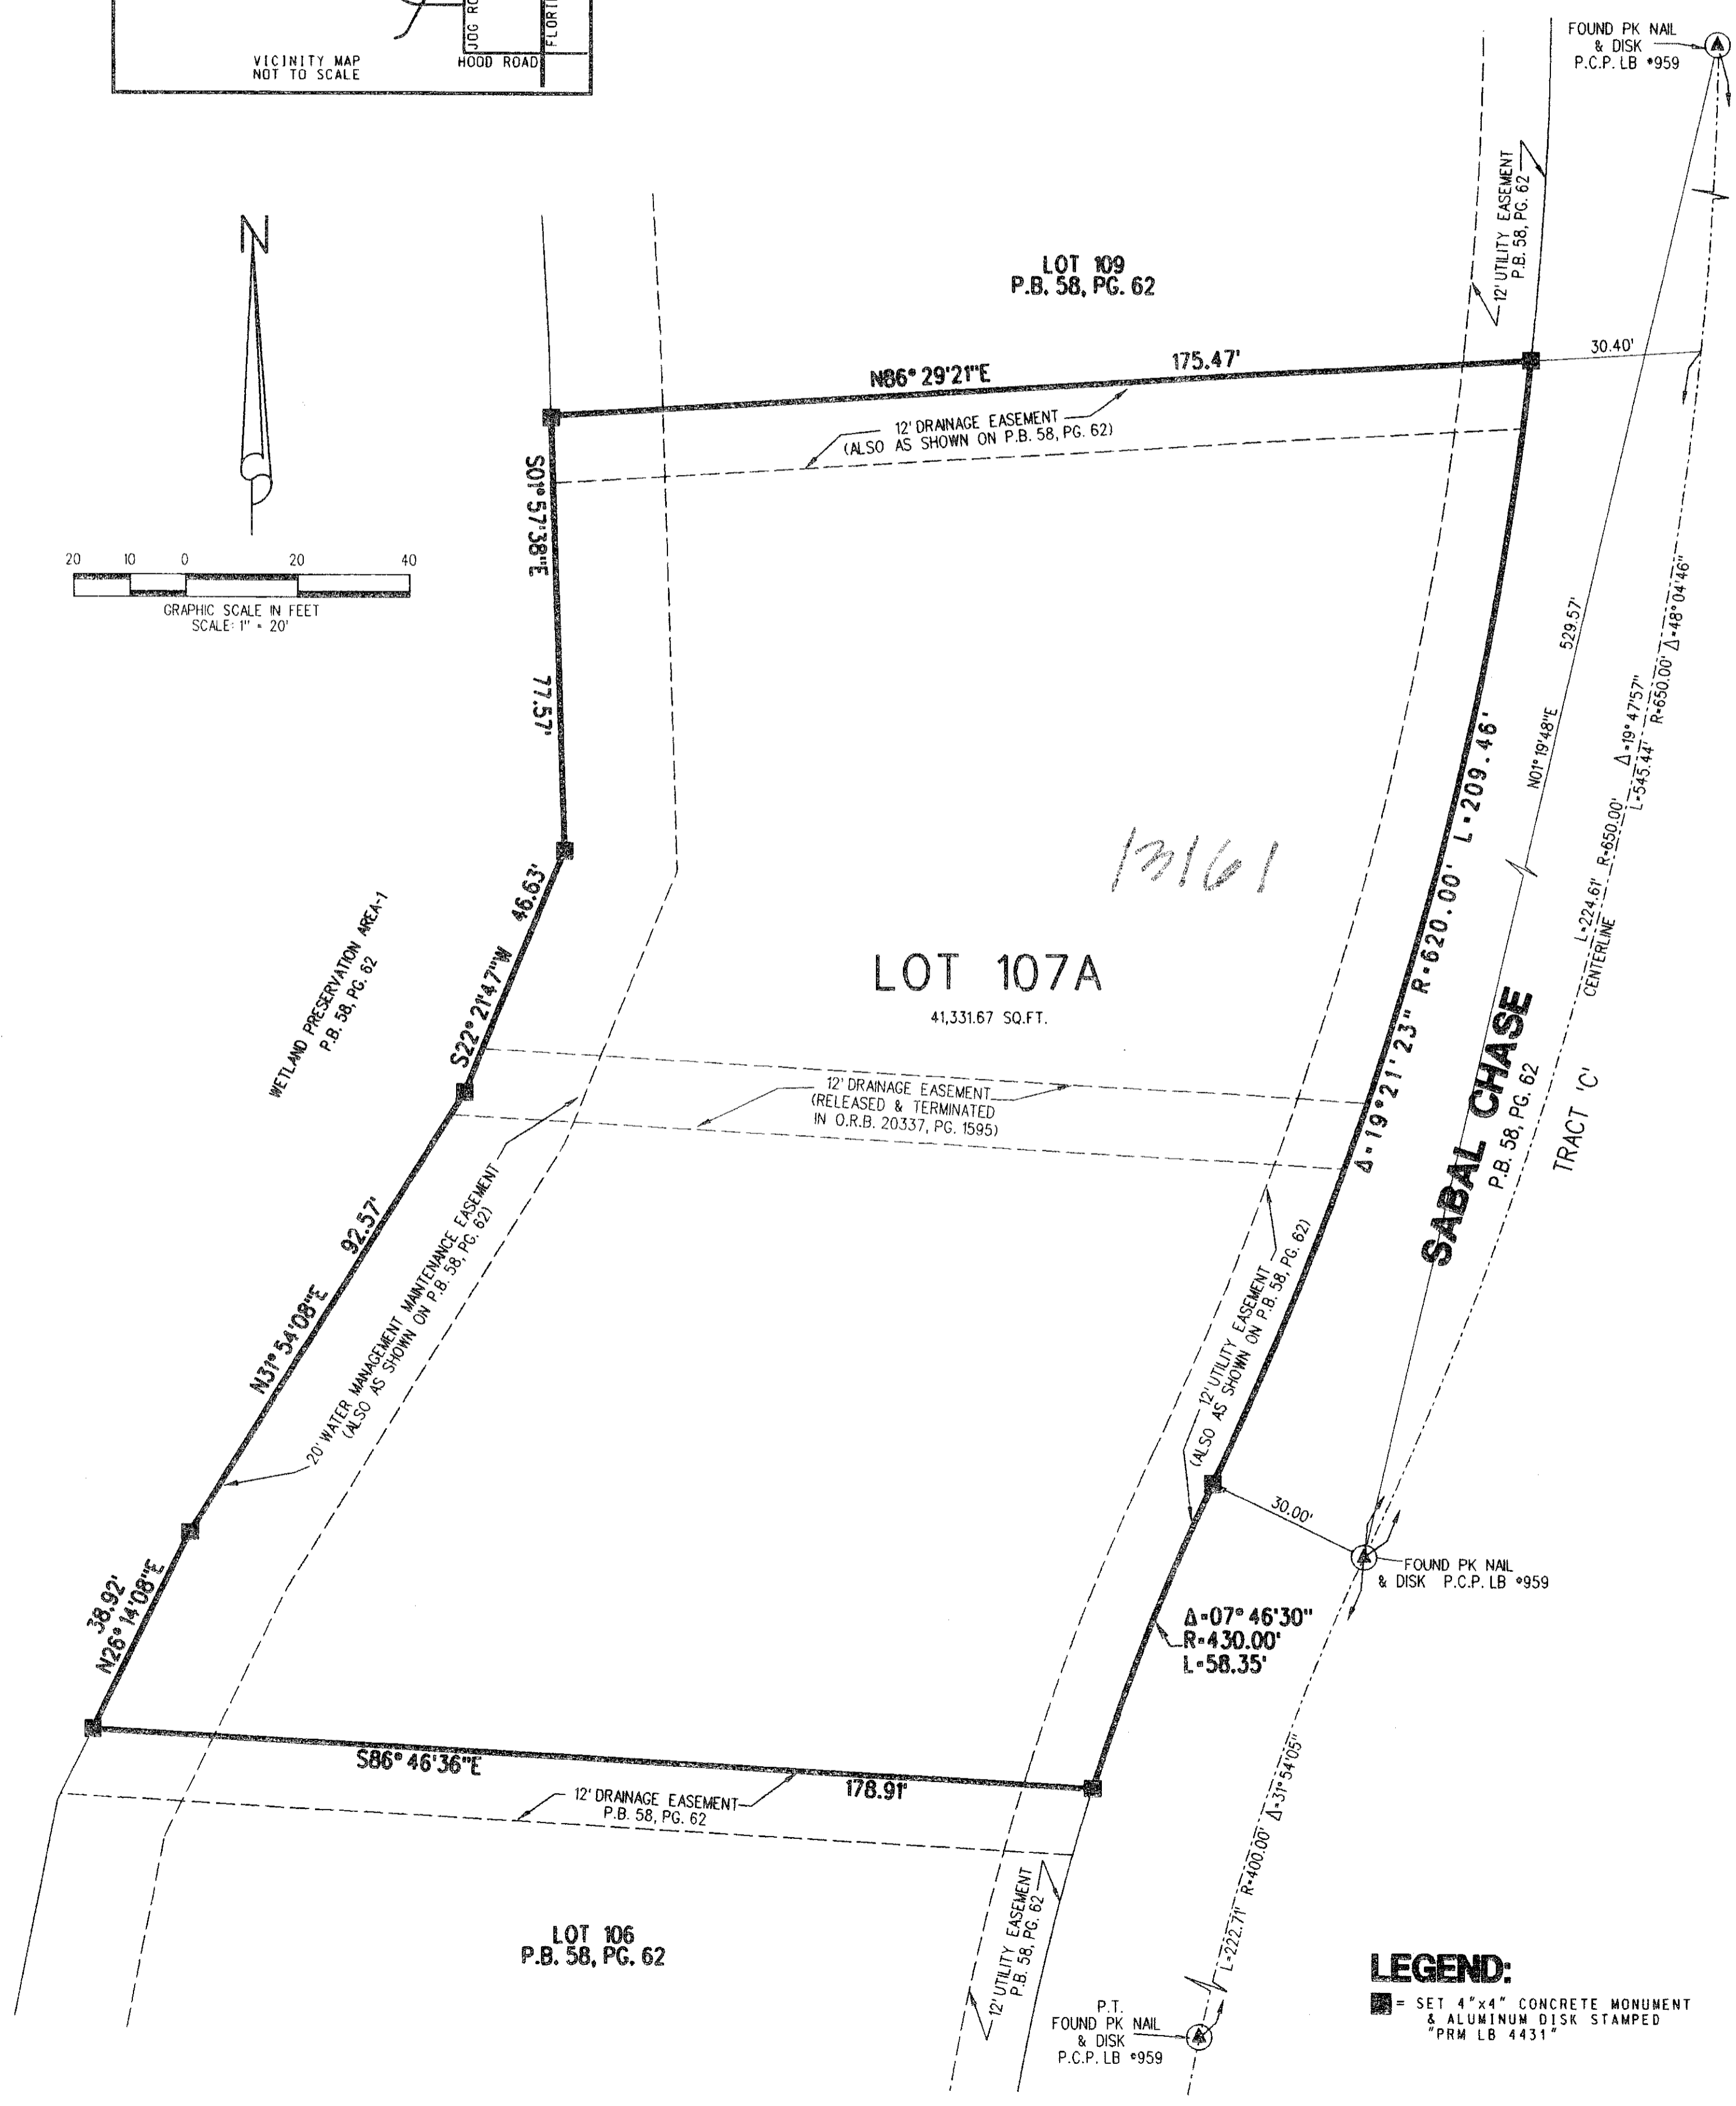 JOG RO
FLORI
VICINITY MAP
NOT TO SCALE
HOOD ROAD
FOUND PK NAIL
& DISK
P.C.P. LB #959
N
12' UTILITY EASEMENT
P.B. 58, PG. 62
LOT 109
P.B. 58, PG. 62
30.40'
N86°29'21"E
175.47'
12' DRAINAGE EASEMENT
(ALSO AS SHOWN ON P.B. 58, PG. 62)
S01°57'38"E
77.57'
20 10 0 20 40
GRAPHIC SCALE IN FEET
SCALE: 1" = 20'
529.57'
N01°19'48"E
L=545.44' R=650.00' Δ=48°04'46"
L=224.61' R=650.00' Δ=19°47'57"
CENTERLINE
Δ=19°21'23" R=620.00' L=209.46'
13161
46.63'
S22°21'47"W
WETLAND PRESERVATION AREA-1
P.B. 58, PG. 62
LOT 107A
41,331.67 SQ.FT.
SABAL CHASE
P.B. 58, PG. 62
TRACT 'C'
12' DRAINAGE EASEMENT
(RELEASED & TERMINATED
IN O.R.B. 20337, PG. 1595)
92.57'
N31°54'08"E
20' WATER MANAGEMENT MAINTENANCE EASEMENT
(ALSO AS SHOWN ON P.B. 58, PG. 62)
12' UTILITY EASEMENT
(ALSO AS SHOWN ON P.B. 58, PG. 62)
30.00'
FOUND PK NAIL
& DISK P.C.P. LB #959
38.92'
N26°14'08"E
Δ=07°46'30"
R=430.00'
L=58.35'
S86°46'36"E
178.91'
12' DRAINAGE EASEMENT
P.B. 58, PG. 62
L=222.71' R=400.00' Δ=31°54'05"
12' UTILITY EASEMENT
P.B. 58, PG. 62
LOT 106
P.B. 58, PG. 62
P.T.
FOUND PK NAIL
& DISK
P.C.P. LB #959
LEGEND:
= SET 4"x4" CONCRETE MONUMENT
& ALUMINUM DISK STAMPED
"PRM LB 4431"